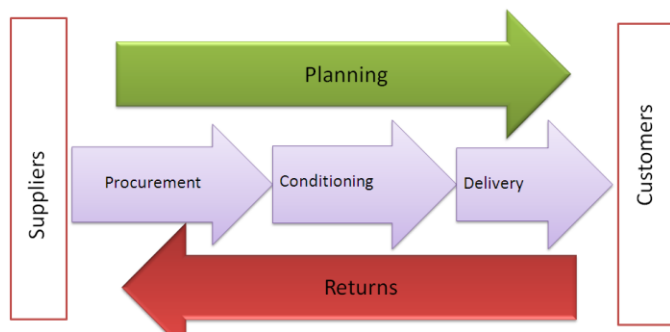 Suppliers
Planning
Procurement
Conditioning
Delivery
Returns
Customers